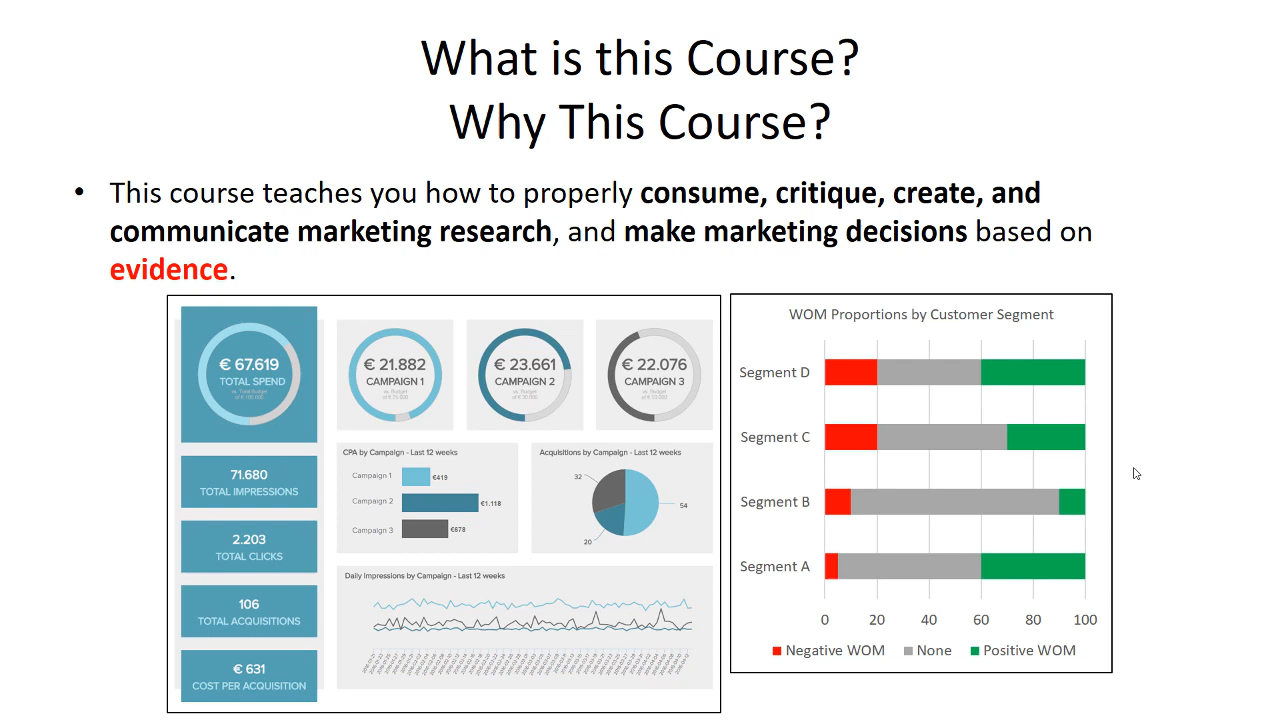 What is this Course?
Why This Course?
• This course teaches you how to properly consume, critique, create, and
communicate marketing research, and make marketing decisions based on
evidence.
€ 67.619
TOTAL SPEND
71.680
TOTAL IMPRESSIONS
2.203
TOTAL CLICKS
106
TOTAL ACQUISITIONS
€ 631
COST PER ACQUISITION
€ 21.882
CAMPAIGN 1
€ 23.661
CAMPAIGN 2
€ 22.076
CAMPAIGN 3
CPA by Campaign - Last 12 weeks
Campaign 1
€419
Campaign 2
€1.118
Campaign 3
€678
Acquisitions by Campaign - Last 12 weeks
32
54
20
Daily Impressions by Campaign - Last 12 weeks
WOM Proportions by Customer Segment
Segment D
Segment C
Segment B
Segment A
0 20 40 60 80 100
Negative WOM None Positive WOM